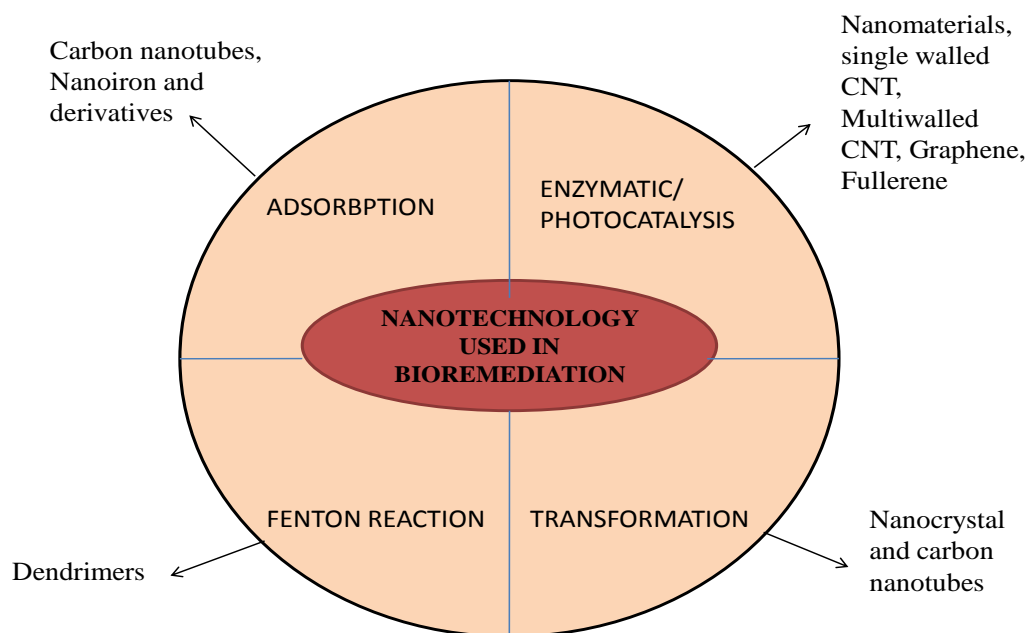 Carbon nanotubes,
Nanoiron and
derivatives
Nanomaterials,
single walled
CNT,
Multiwalled
CNT, Graphene,
Fullerene
ADSORBPTION
ENZYMATIC/
PHOTOCATALYSIS
NANOTECHNOLOGY
USED IN
BIOREMEDIATION
FENTON REACTION
TRANSFORMATION
Dendrimers
Nanocrystal
and carbon
nanotubes